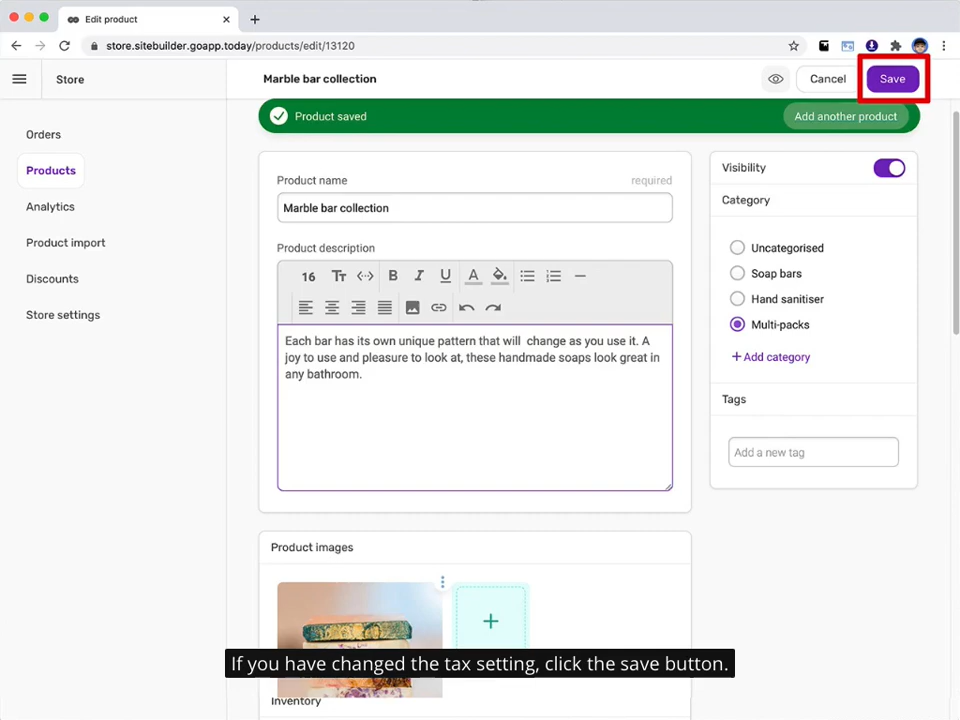 Edit product
store.sitebuilder.goapp.today/products/edit/13120
Store
Marble bar collection
Cancel
Save
Product saved
Add another product
Orders
Products
Analytics
Product import
Discounts
Store settings
Product name
required
Marble bar collection
Product description
16
Each bar has its own unique pattern that will  change as you use it. A
joy to use and pleasure to look at, these handmade soaps look great in
any bathroom.
Visibility
Category
Uncategorised
Soap bars
Hand sanitiser
Multi-packs
+ Add category
Tags
Add a new tag
Product images
If you have changed the tax setting, click the save button.
Inventory